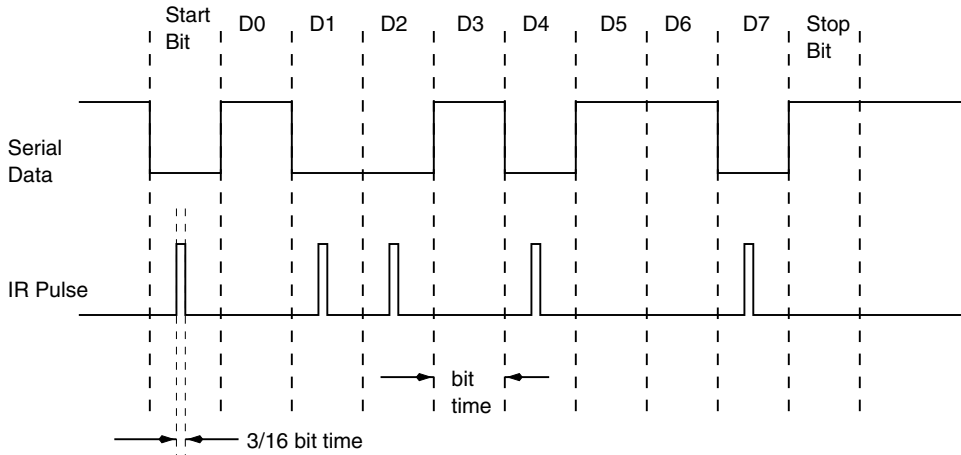 Start
Bit
D0
D1
D2
D3
D4
D5
D6
D7
Stop
Bit
Serial
Data
IR Pulse
bit
time
3/16 bit time